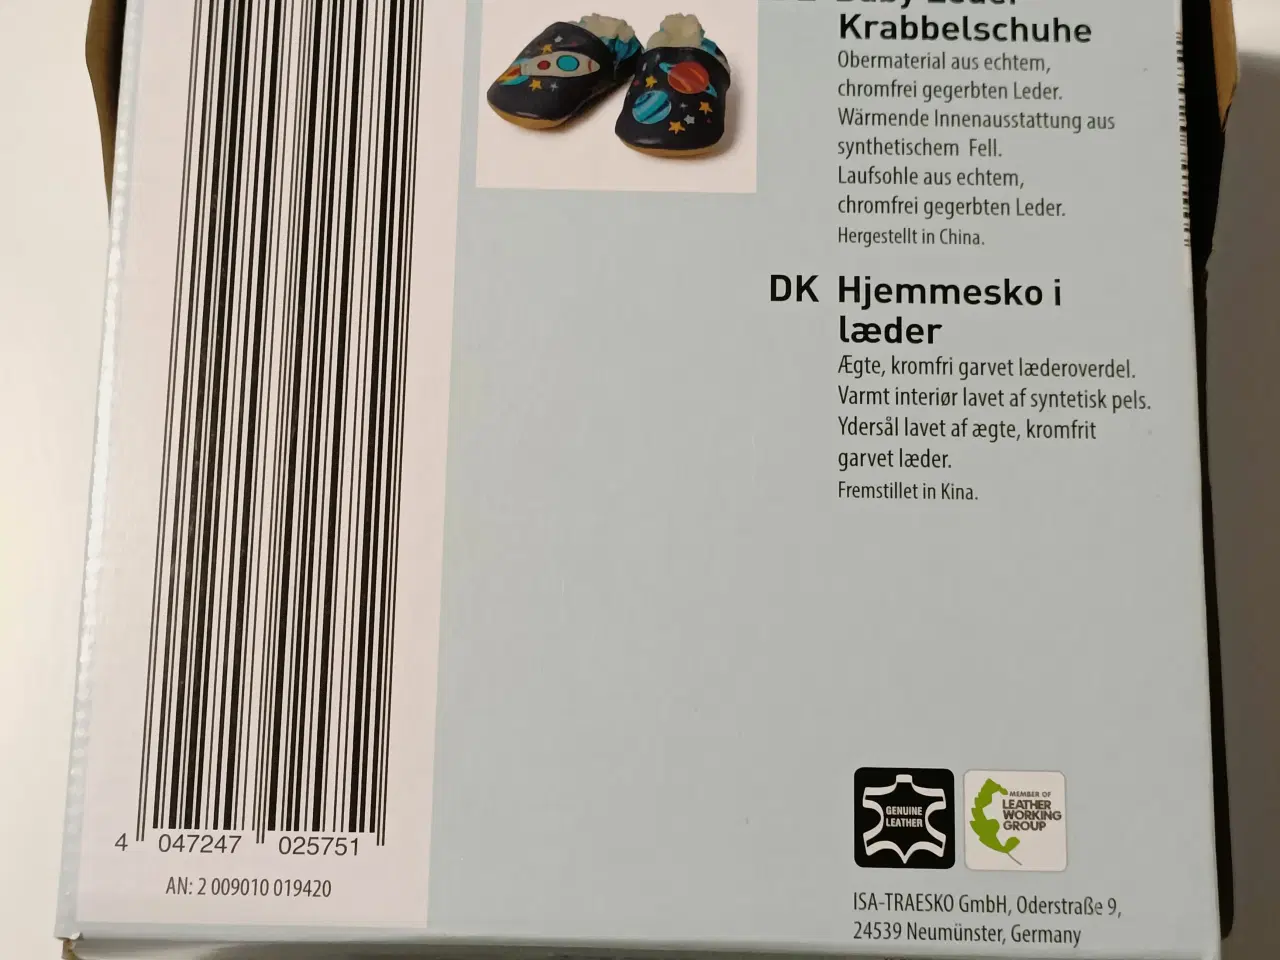 Baby Leder
Krabbelschuhe
Obermaterial aus echtem,
chromfrei gegerbten Leder.
Wärmende Innenausstattung aus
synthetischem Fell.
Laufsohle aus echtem,
chromfrei gegerbten Leder.
Hergestellt in China.
DK Hjemmesko i
læder
Ægte, kromfri garvet læderoverdel.
Varmt interiør lavet af syntetisk pels.
Ydersål lavet af ægte, kromfrit
garvet læder.
Fremstillet in Kina.
GENUINE
LEATHER
MEMBER OF
LEATHER
WORKING
GROUP
4 047247 025751
AN: 2 009010 019420
ISA-TRAESKO GmbH, Oderstraße 9,
24539 Neumünster, Germany